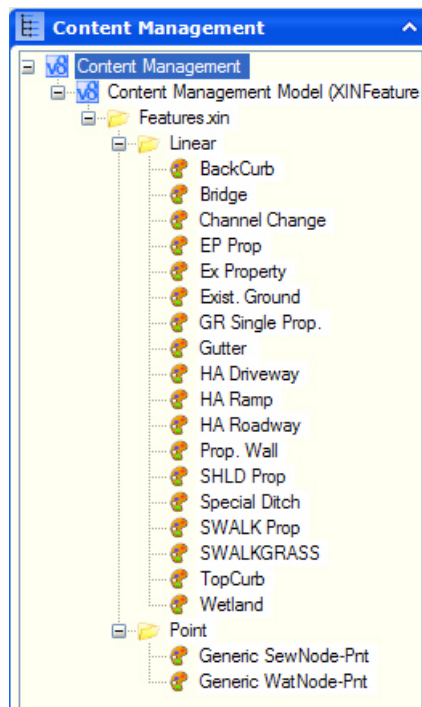 Content Management
v8 Content Management
v8 Content Management Model (XINFeature
Features.xin
Linear
BackCurb
Bridge
Channel Change
EP Prop
Ex Property
Exist. Ground
GR Single Prop.
Gutter
HA Driveway
HA Ramp
HA Roadway
Prop. Wall
SHLD Prop
Special Ditch
SWALK Prop
SWALKGRASS
TopCurb
Wetland
Point
Generic SewNode-Pnt
Generic WatNode-Pnt